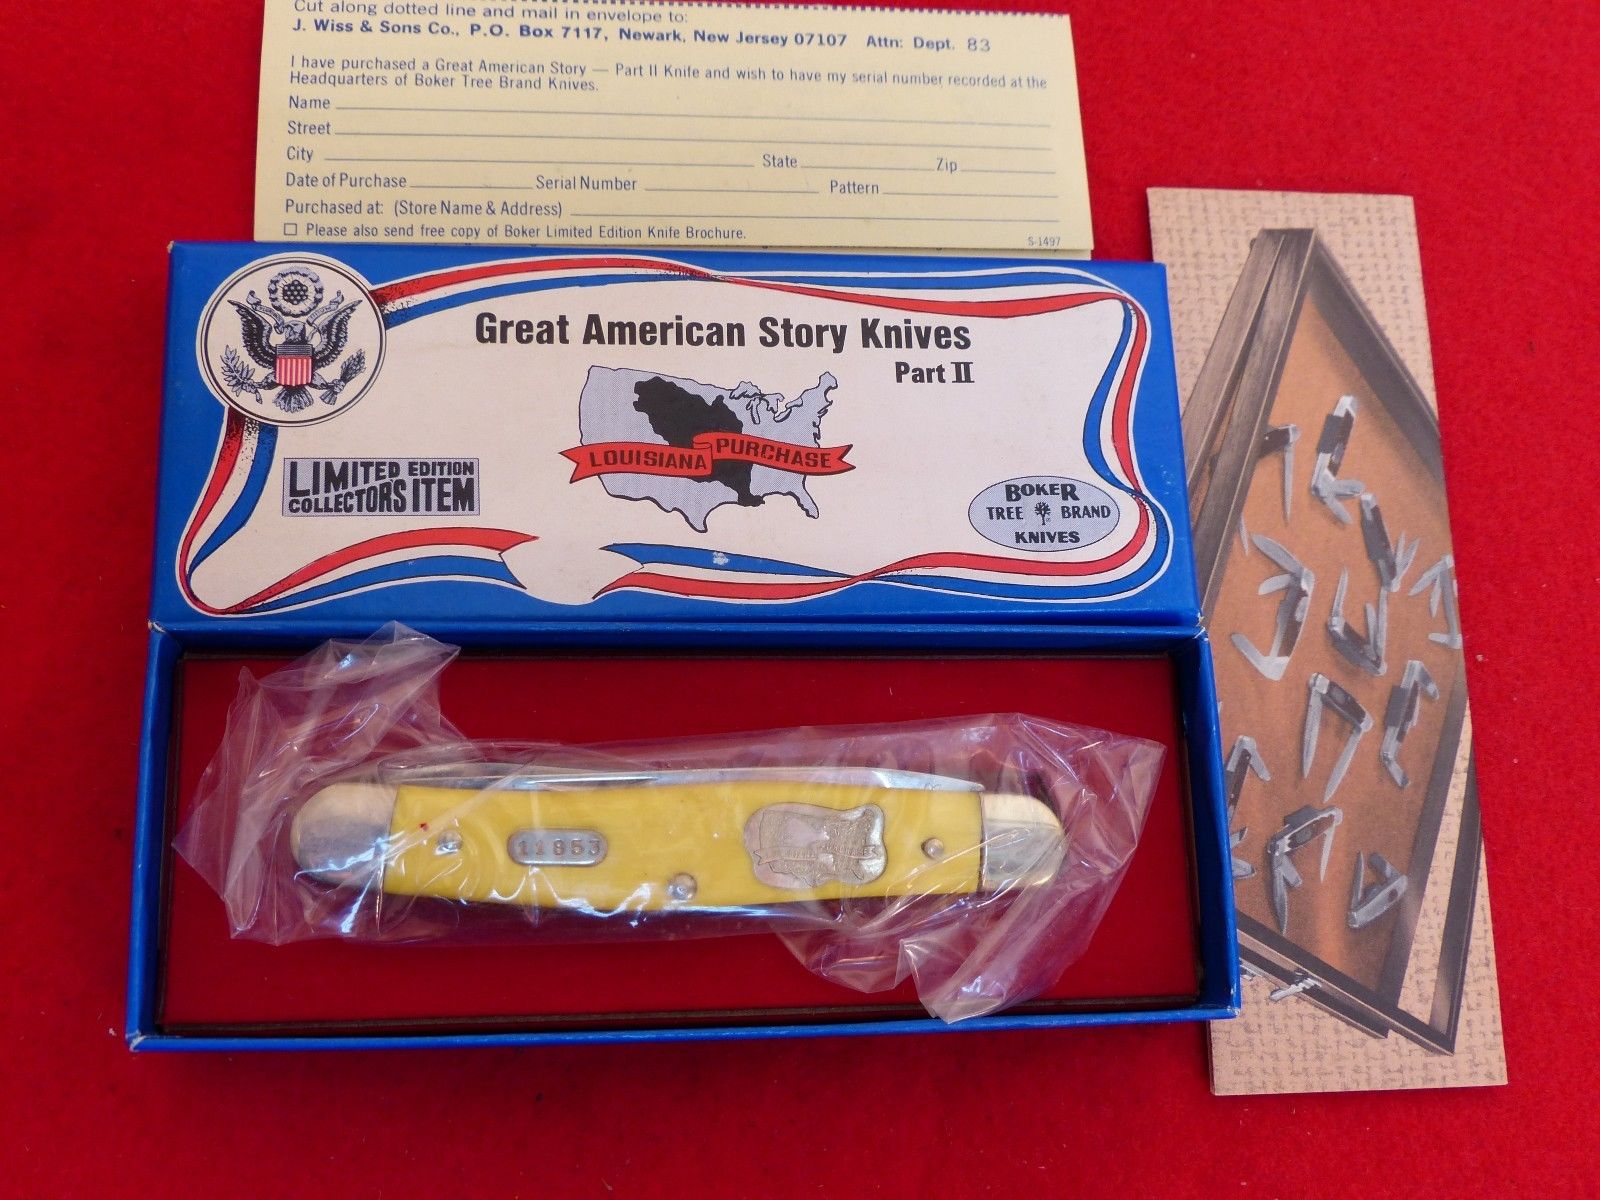 Cut along dotted line and mail in envelope to:
J. Wiss & Sons Co., P.O. Box 7117, Newark, New Jersey 07107 Attn: Dept. 83
I have purchased a Great American Story — Part II Knife and wish to have my serial number recorded at the
Headquarters of Boker Tree Brand Knives.
Name
Street
City State Zip
Date of Purchase Serial Number Pattern
Purchased at: (Store Name & Address)
☐ Please also send free copy of Boker Limited Edition Knife Brochure.
S-1497
Great American Story Knives
Part II
LOUISIANA PURCHASE
LIMITED EDITION
COLLECTOR'S ITEM
BOKER
TREE BRAND
KNIVES
11953